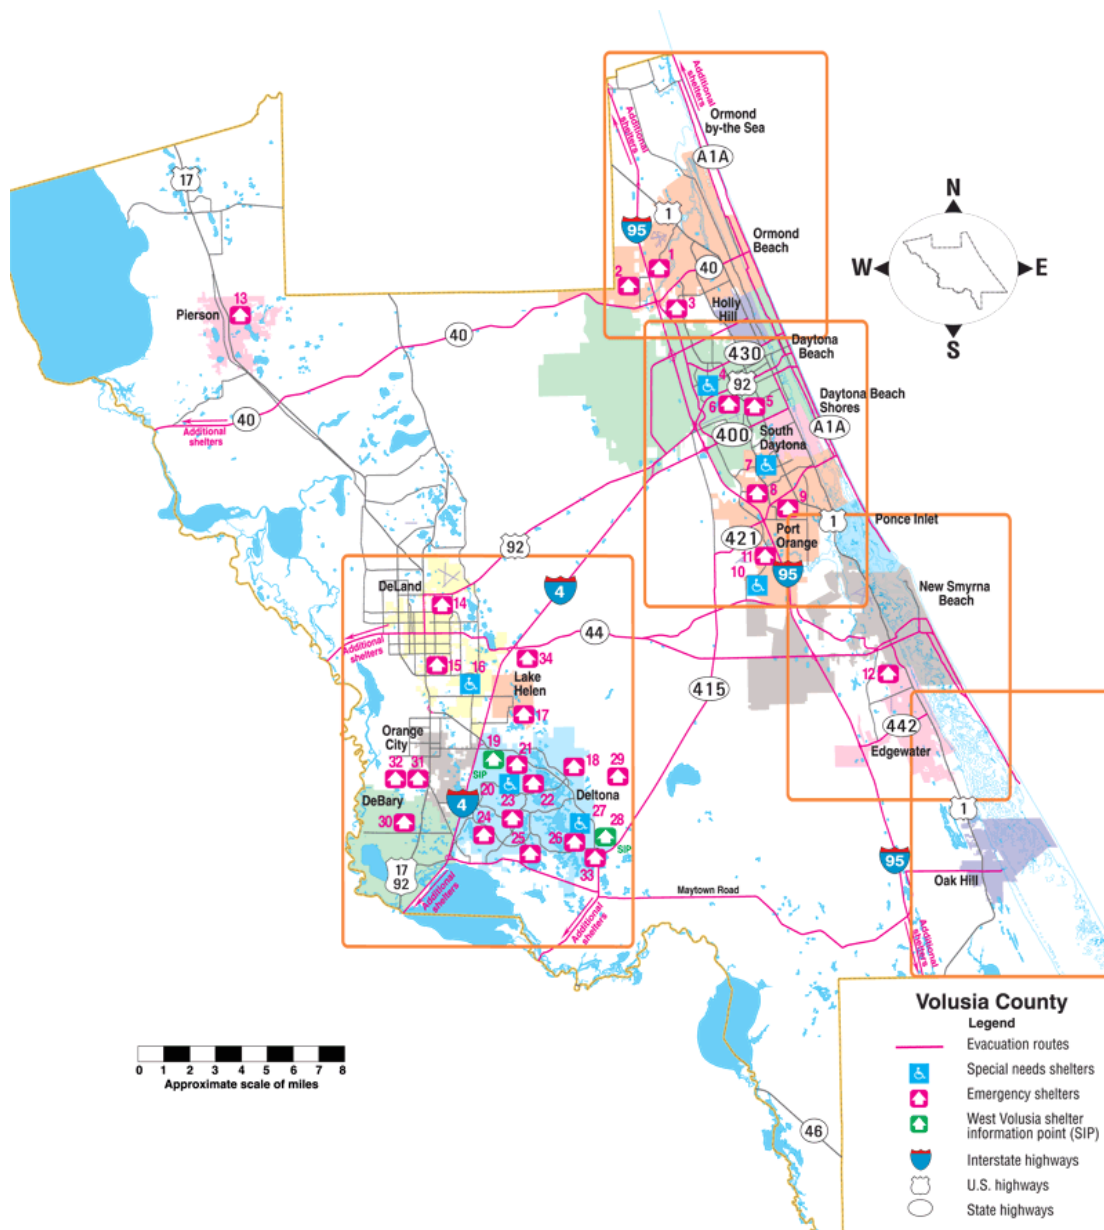 Additional
shelters
Additional
shelters
Ormond
by-the Sea
A1A
17
1
95
N
W
E
S
Ormond
Beach
1
2
40
3
Holly
Hill
13
Pierson
40
430
Daytona
Beach
4
92
6
5
Daytona Beach
Shores
40
Additional
shelters
400
A1A
South
Daytona
7
8
9
1
Ponce Inlet
421
Port
Orange
11
10
95
92
4
DeLand
14
New Smyrna
Beach
44
Additional
shelters
15
16
34
Lake
Helen
12
415
17
Orange
City
442
Edgewater
19
21
18
29
SIP
32
31
20
22
Deltona
DeBary
4
23
27
28
1
30
24
25
26
SIP
33
17
92
95
Oak Hill
Additional
shelters
Maytown Road
Additional
shelters
Additional
shelters
Volusia County
Legend
Evacuation routes
Special needs shelters
Emergency shelters
West Volusia shelter
information point (SIP)
Interstate highways
U.S. highways
State highways
0 1 2 3 4 5 6 7 8
Approximate scale of miles
46